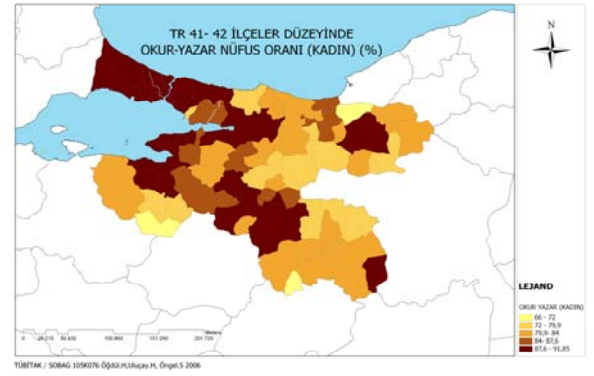 TR 41- 42 İLÇELER DÜZEYİNDE
OKUR-YAZAR NÜFUS ORANI (KADIN) (%)
N
LEJAND
OKUR YAZAR (KADIN)
66 - 72
72 - 79,9
79,9- 84
84- 87,6
87,6 - 91,85
TÜBİTAK / SOBAG 105K076 Öğdül.H,Uluçay.H, Öngel.S 2006